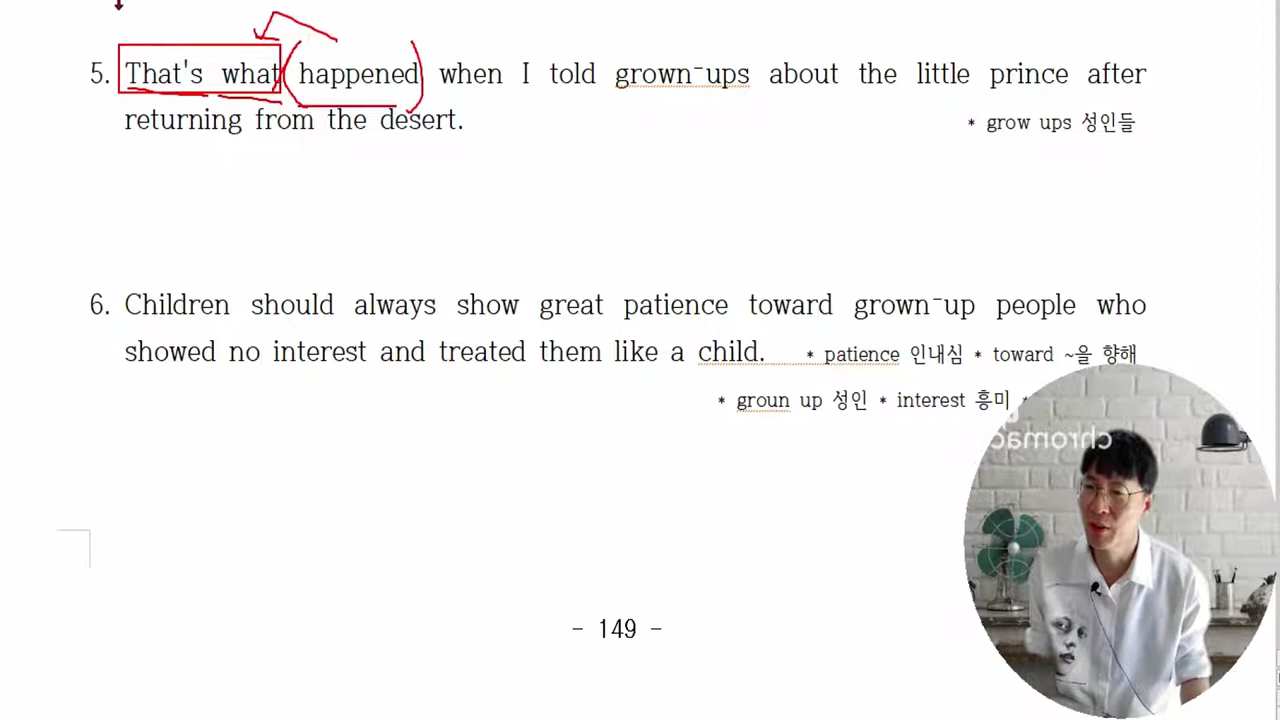 5. That's what happened when I told grown-ups about the little prince after
returning from the desert.
* grow ups 성인들
6. Children should always show great patience toward grown-up people who
showed no interest and treated them like a child.
* patience 인내심 * toward ~을 향해
* groun up 성인 * interest 흥미 *
- 149 -